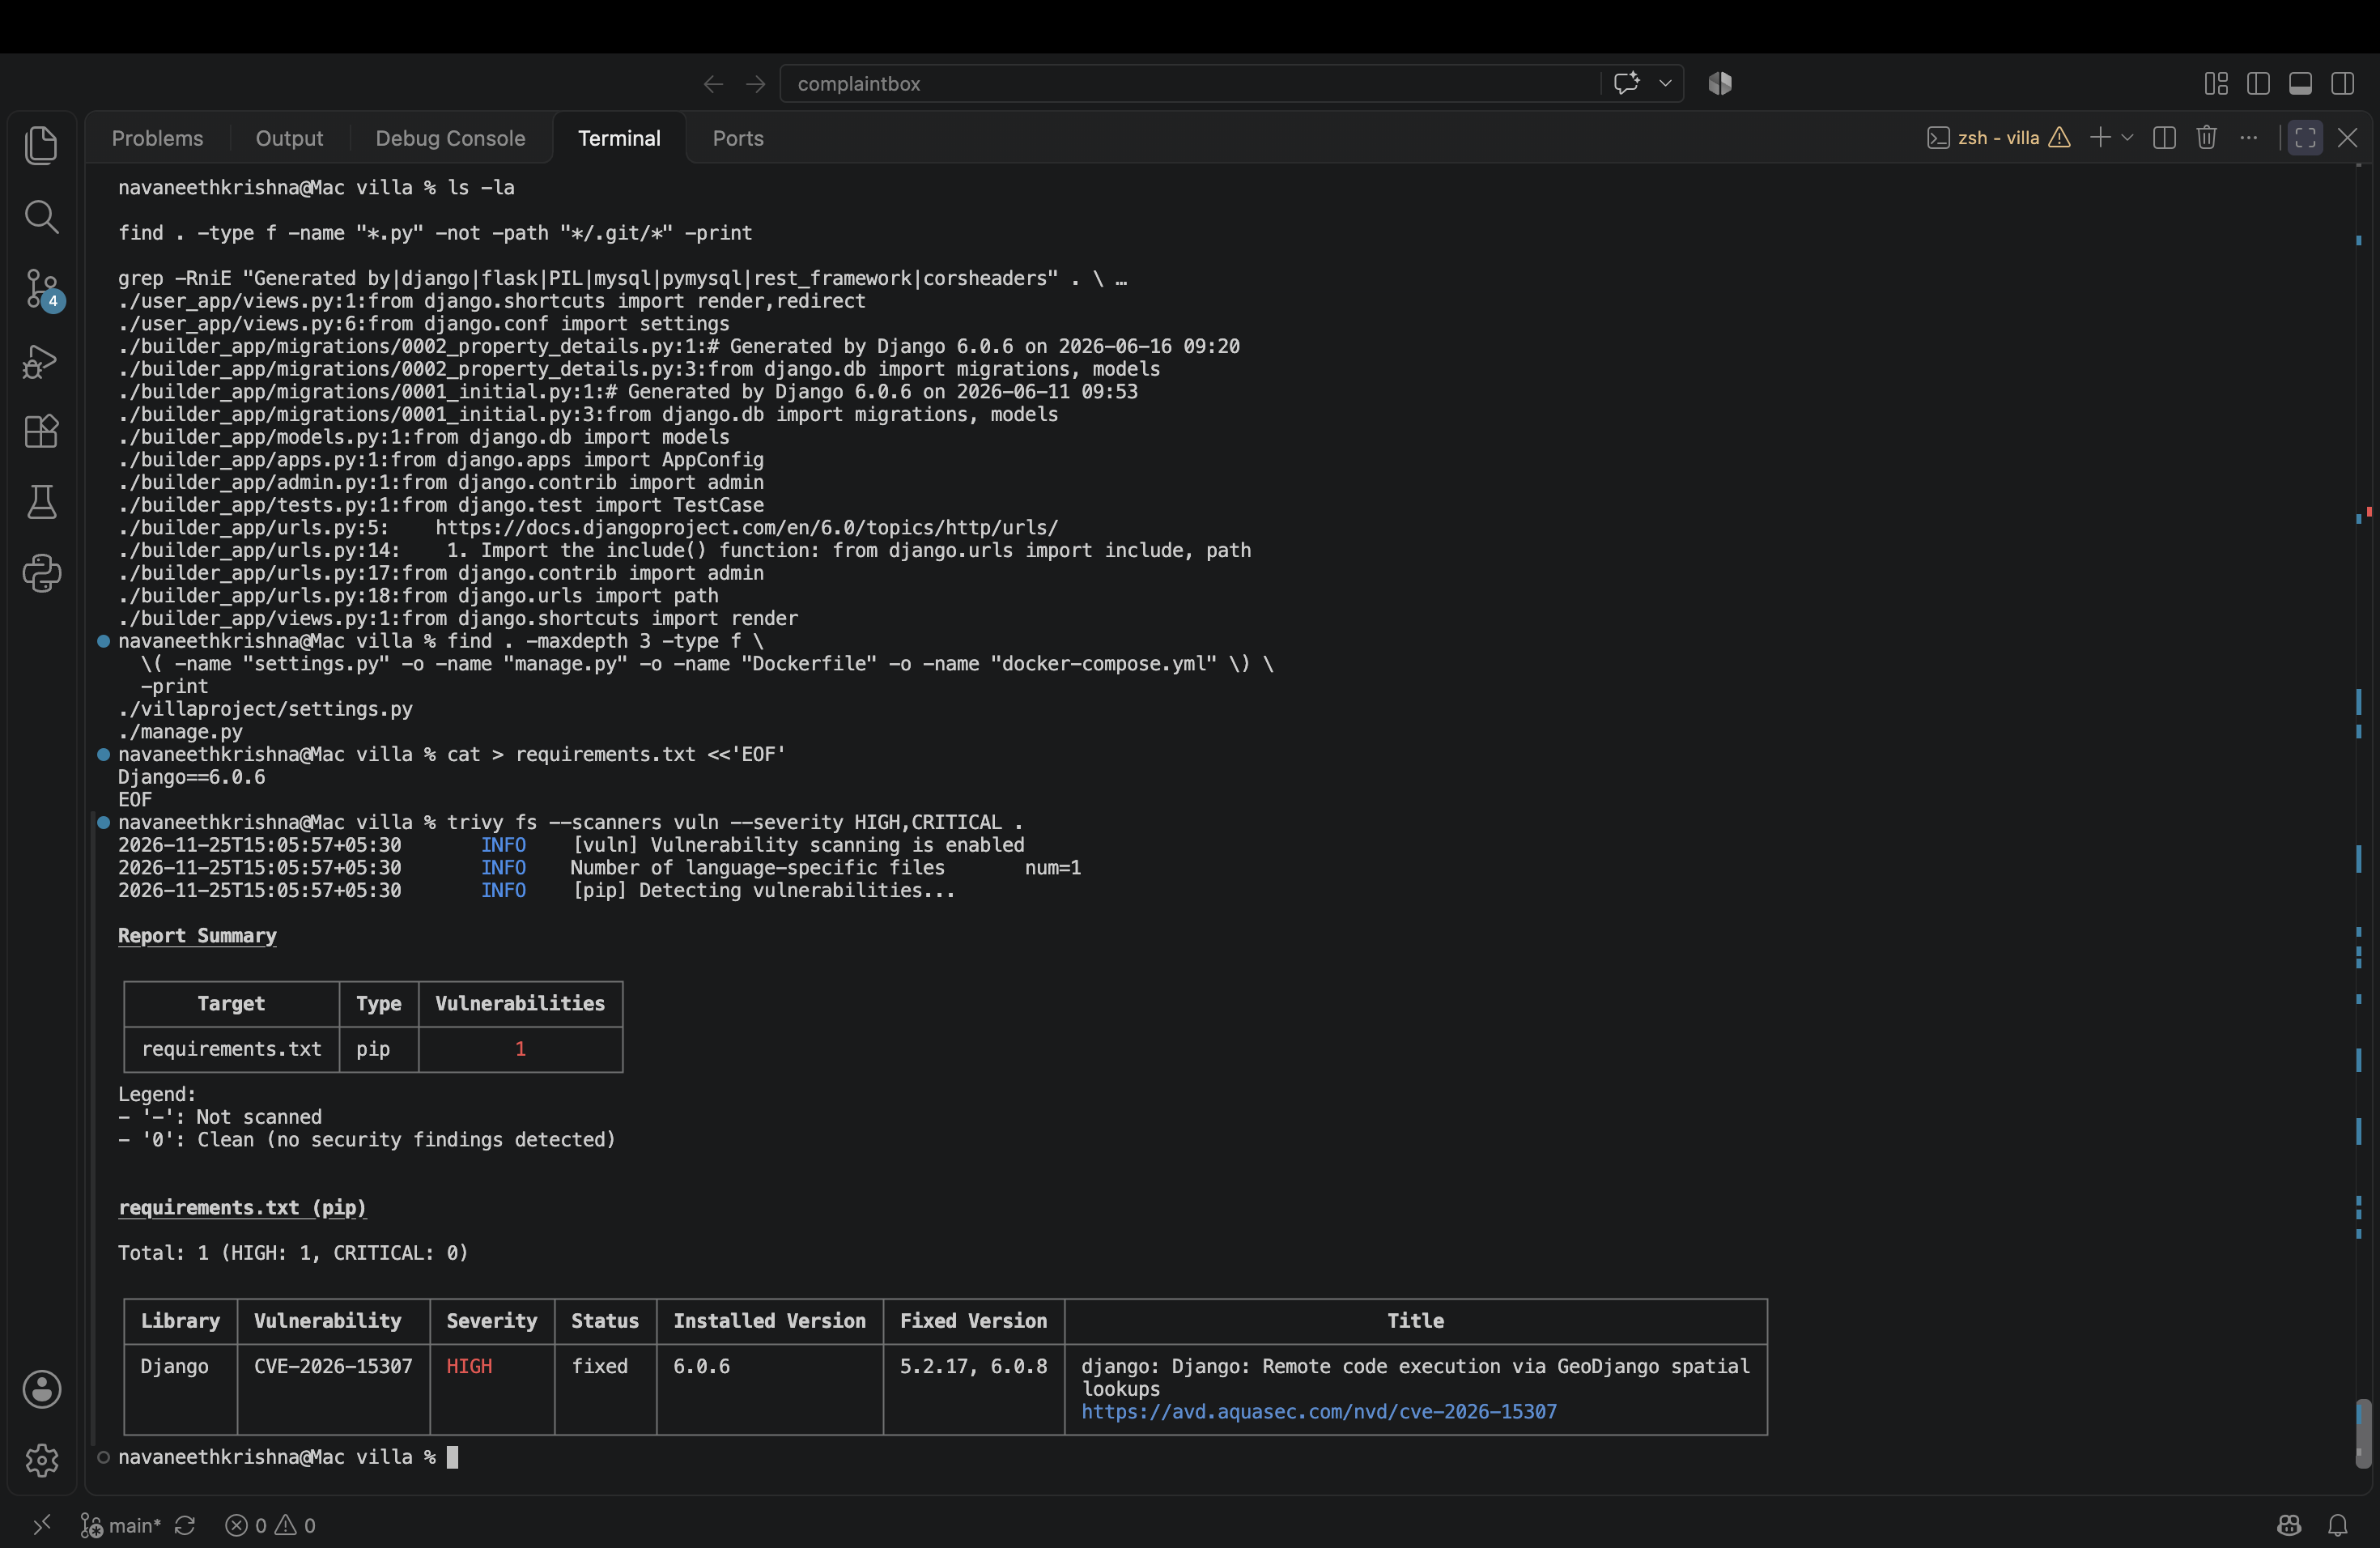 complaintbox
Problems Output Debug Console Terminal Ports zsh - villa
navaneethkrishna@Mac villa % ls -la
find . -type f -name "*.py" -not -path "*/.git/*" -print
grep -RniE "Generated by|django|flask|PIL|mysql|pymysql|rest_framework|corsheaders" . \ …
./user_app/views.py:1:from django.shortcuts import render,redirect
./user_app/views.py:6:from django.conf import settings
./builder_app/migrations/0002_property_details.py:1:# Generated by Django 6.0.6 on 2026-06-16 09:20
./builder_app/migrations/0002_property_details.py:3:from django.db import migrations, models
./builder_app/migrations/0001_initial.py:1:# Generated by Django 6.0.6 on 2026-06-11 09:53
./builder_app/migrations/0001_initial.py:3:from django.db import migrations, models
./builder_app/models.py:1:from django.db import models
./builder_app/apps.py:1:from django.apps import AppConfig
./builder_app/admin.py:1:from django.contrib import admin
./builder_app/tests.py:1:from django.test import TestCase
./builder_app/urls.py:5:    https://docs.djangoproject.com/en/6.0/topics/http/urls/
./builder_app/urls.py:14:    1. Import the include() function: from django.urls import include, path
./builder_app/urls.py:17:from django.contrib import admin
./builder_app/urls.py:18:from django.urls import path
./builder_app/views.py:1:from django.shortcuts import render
navaneethkrishna@Mac villa % find . -maxdepth 3 -type f \
\( -name "settings.py" -o -name "manage.py" -o -name "Dockerfile" -o -name "docker-compose.yml" \) \
-print
./villaproject/settings.py
./manage.py
navaneethkrishna@Mac villa % cat > requirements.txt <<'EOF'
Django==6.0.6
EOF
navaneethkrishna@Mac villa % trivy fs --scanners vuln --severity HIGH,CRITICAL .
2026-11-25T15:05:57+05:30 INFO [vuln] Vulnerability scanning is enabled
2026-11-25T15:05:57+05:30 INFO Number of language-specific files num=1
2026-11-25T15:05:57+05:30 INFO [pip] Detecting vulnerabilities...
Report Summary
Target Type Vulnerabilities
requirements.txt pip 1
Legend:
- '-': Not scanned
- '0': Clean (no security findings detected)
requirements.txt (pip)
Total: 1 (HIGH: 1, CRITICAL: 0)
Library Vulnerability Severity Status Installed Version Fixed Version Title
Django CVE-2026-15307 HIGH fixed 6.0.6 5.2.17, 6.0.8 django: Django: Remote code execution via GeoDjango spatial
lookups
https://avd.aquasec.com/nvd/cve-2026-15307
navaneethkrishna@Mac villa %
4
main* 0 0